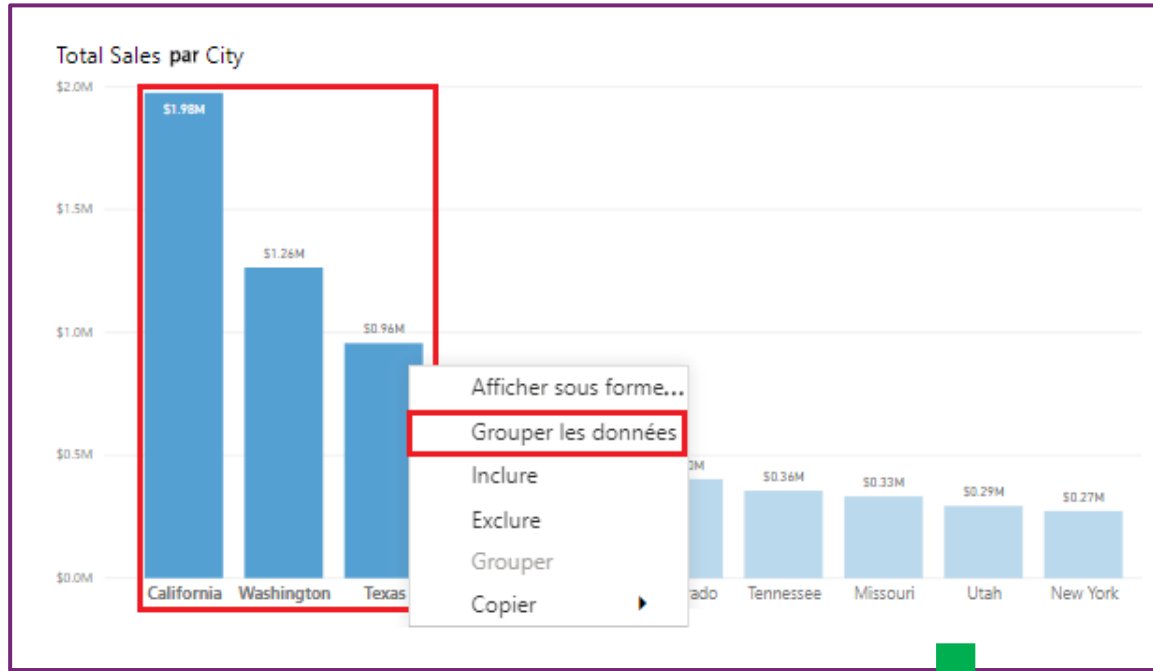 Total Sales par City
$2.0M
$1.98M
$1.5M
$1.26M
$1.0M
$0.96M
Afficher sous forme...
Grouper les données
$0.5M
0M
$0.36M
$0.33M
$0.29M
$0.27M
Inclure
Exclure
Grouper
$0.0M
California Washington Texas
rado Tennessee Missouri Utah New York
Copier